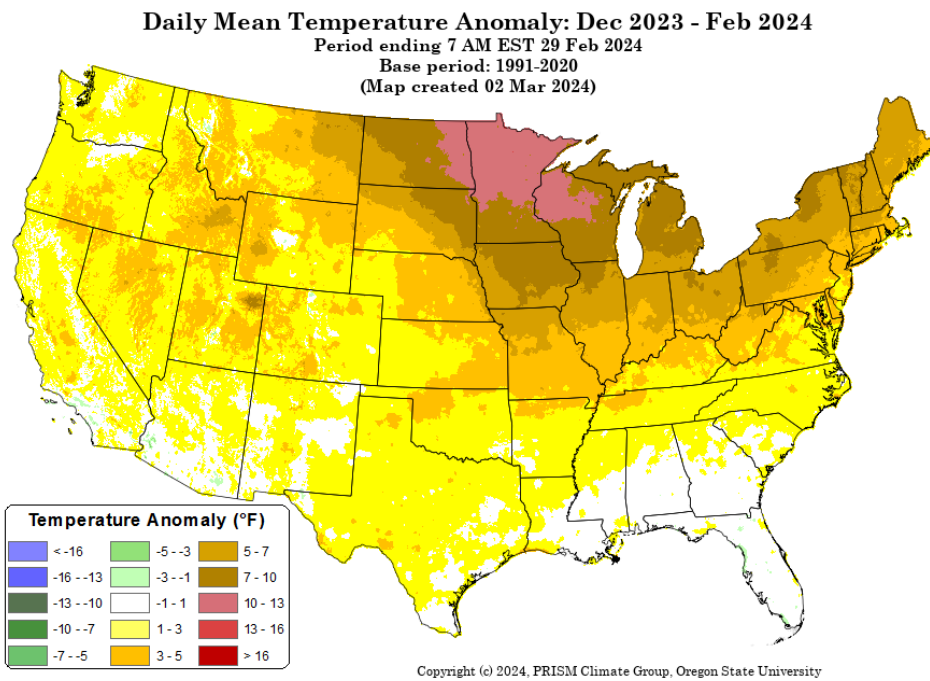 Daily Mean Temperature Anomaly: Dec 2023 - Feb 2024
Period ending 7 AM EST 29 Feb 2024
Base period: 1991-2020
(Map created 02 Mar 2024)
Temperature Anomaly (°F)
< -16
-16 - -13
-13 - -10
-10 - -7
-7 - -5
-5 - -3
-3 - -1
-1 - 1
1 - 3
3 - 5
5 - 7
7 - 10
10 - 13
13 - 16
> 16
Copyright (c) 2024, PRISM Climate Group, Oregon State University